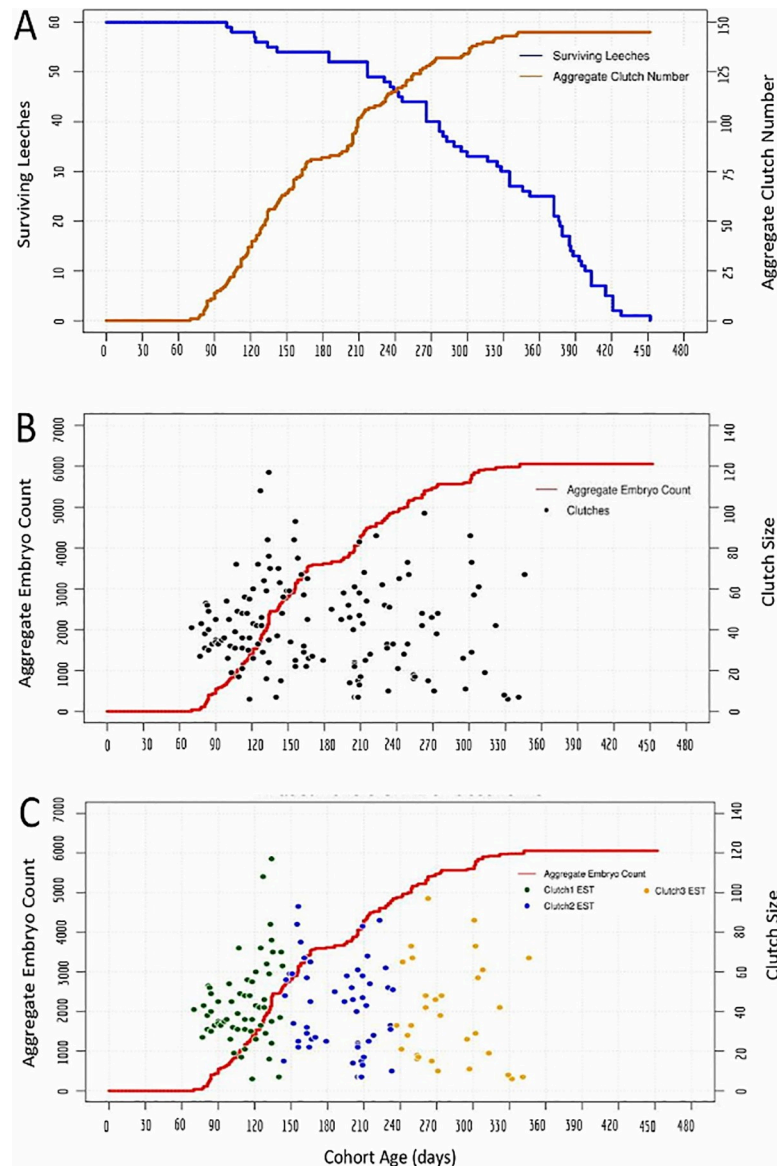 A
60
50
40
30
20
10
0
Surviving Leeches
Surviving Leeches
Aggregate Clutch Number
150
125
100
75
50
25
0
Aggregate Clutch Number
0 30 60 90 120 150 180 210 240 270 300 330 360 390 420 450 480
B
7000
6000
5000
4000
3000
2000
1000
0
Aggregate Embryo Count
Aggregate Embryo Count
Clutches
140
120
100
80
60
40
20
0
Clutch Size
0 30 60 90 120 150 180 210 240 270 300 330 360 390 420 450 480
C
7000
6000
5000
4000
3000
2000
1000
0
Aggregate Embryo Count
Aggregate Embryo Count
Clutch1 EST Clutch3 EST
Clutch2 EST
140
120
100
80
60
40
20
0
Clutch Size
0 30 60 90 120 150 180 210 240 270 300 330 360 390 420 450 480
Cohort Age (days)